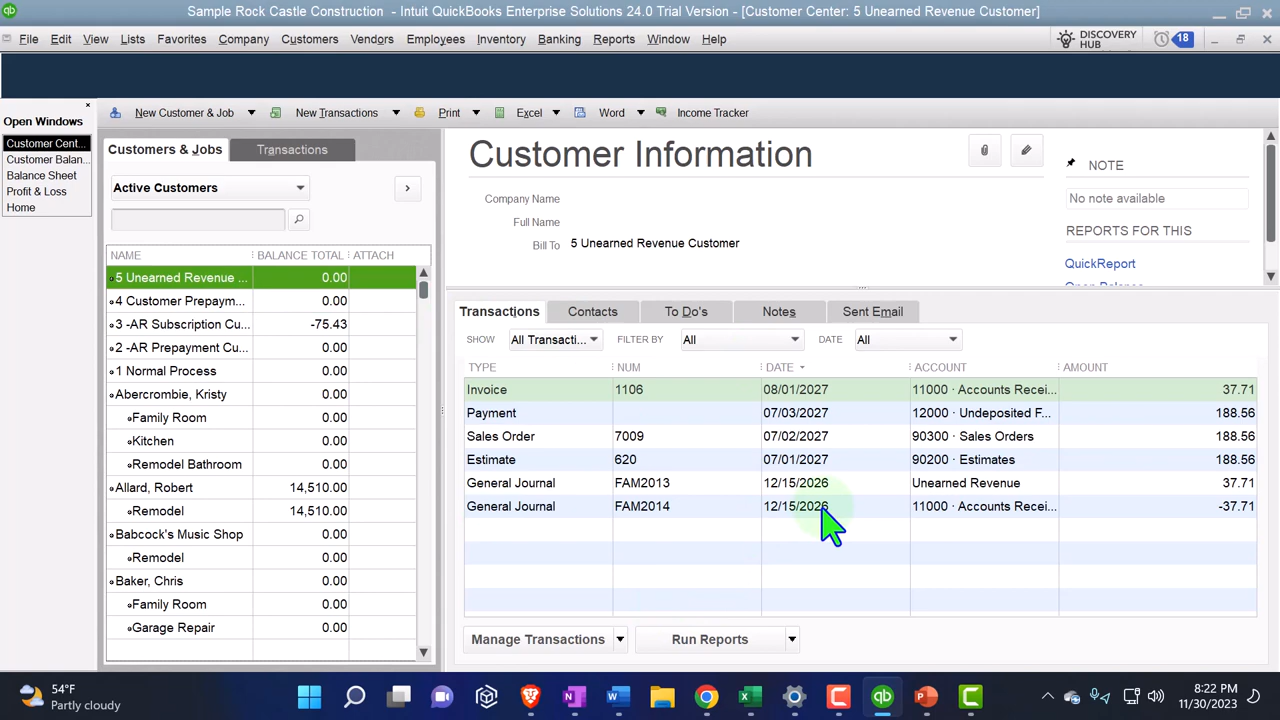 Sample Rock Castle Construction - Intuit QuickBooks Enterprise Solutions 24.0 Trial Version - [Customer Center: 5 Unearned Revenue Customer]
File Edit View Lists Favorites Company Customers Vendors Employees Inventory Banking Reports Window Help DISCOVERY HUB 18
New Customer & Job New Transactions Print Excel Word Income Tracker
Open Windows
Customer Cent...
Customer Balan...
Balance Sheet
Profit & Loss
Home
Customers & Jobs Transactions
Active Customers
NAME BALANCE TOTAL ATTACH
5 Unearned Revenue ... 0.00
4 Customer Prepaym... 0.00
3 -AR Subscription Cu... -75.43
2 -AR Prepayment Cu... 0.00
1 Normal Process 0.00
Abercrombie, Kristy 0.00
Family Room 0.00
Kitchen 0.00
Remodel Bathroom 0.00
Allard, Robert 14,510.00
Remodel 14,510.00
Babcock's Music Shop 0.00
Remodel 0.00
Baker, Chris 0.00
Family Room 0.00
Garage Repair 0.00
Customer Information
Company Name
Full Name
Bill To 5 Unearned Revenue Customer
NOTE
No note available
REPORTS FOR THIS
QuickReport
Transactions Contacts To Do's Notes Sent Email
SHOW All Transacti... FILTER BY All DATE All
TYPE NUM DATE ACCOUNT AMOUNT
Invoice 1106 08/01/2027 11000 · Accounts Recei... 37.71
Payment 07/03/2027 12000 · Undeposited F... 188.56
Sales Order 7009 07/02/2027 90300 · Sales Orders 188.56
Estimate 620 07/01/2027 90200 · Estimates 188.56
General Journal FAM2013 12/15/2026 Unearned Revenue 37.71
General Journal FAM2014 12/15/2026 11000 · Accounts Recei... -37.71
Manage Transactions Run Reports
54°F
Partly cloudy
8:22 PM
11/30/2023